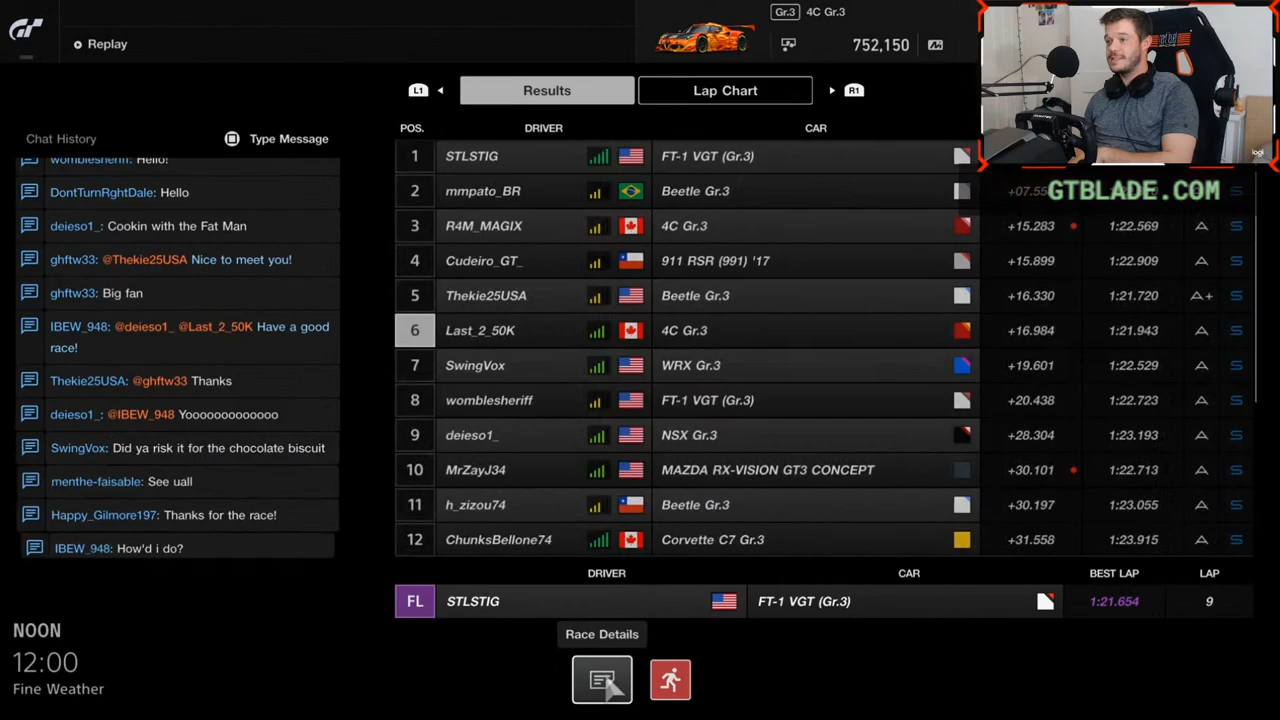 Replay
Gr.3 4C Gr.3
752,150
L1 Results Lap Chart R1
Chat History Type Message
POS. DRIVER CAR
womblesheriff: Hello!
DontTurnRghtDale: Hello
deieso1_: Cookin with the Fat Man
ghftw33: @Thekie25USA Nice to meet you!
ghftw33: Big fan
IBEW_948: @deieso1_ @Last_2_50K Have a good
race!
Thekie25USA: @ghftw33 Thanks
deieso1_: @IBEW_948 Yooooooooooooo
SwingVox: Did ya risk it for the chocolate biscuit
menthe-faisable: See uall
Happy_Gilmore197: Thanks for the race!
IBEW_948: How'd i do?
1 STLSTIG FT-1 VGT (Gr.3)
2 mmpato_BR Beetle Gr.3 S
GTBLADE.COM
3 R4M_MAGIX 4C Gr.3 +15.283 1:22.569 A S
4 Cudeiro_GT_ 911 RSR (991) '17 +15.899 1:22.909 A S
5 Thekie25USA Beetle Gr.3 +16.330 1:21.720 A+ S
6 Last_2_50K 4C Gr.3 +16.984 1:21.943 A S
7 SwingVox WRX Gr.3 +19.601 1:22.529 A S
8 womblesheriff FT-1 VGT (Gr.3) +20.438 1:22.723 A S
9 deieso1_ NSX Gr.3 +28.304 1:23.193 A S
10 MrZayJ34 MAZDA RX-VISION GT3 CONCEPT +30.101 1:22.713 A S
11 h_zizou74 Beetle Gr.3 +30.197 1:23.055 A S
12 ChunksBellone74 Corvette C7 Gr.3 +31.558 1:23.915 A S
DRIVER CAR BEST LAP LAP
FL STLSTIG FT-1 VGT (Gr.3) 1:21.654 9
Race Details
NOON
12:00
Fine Weather
logi